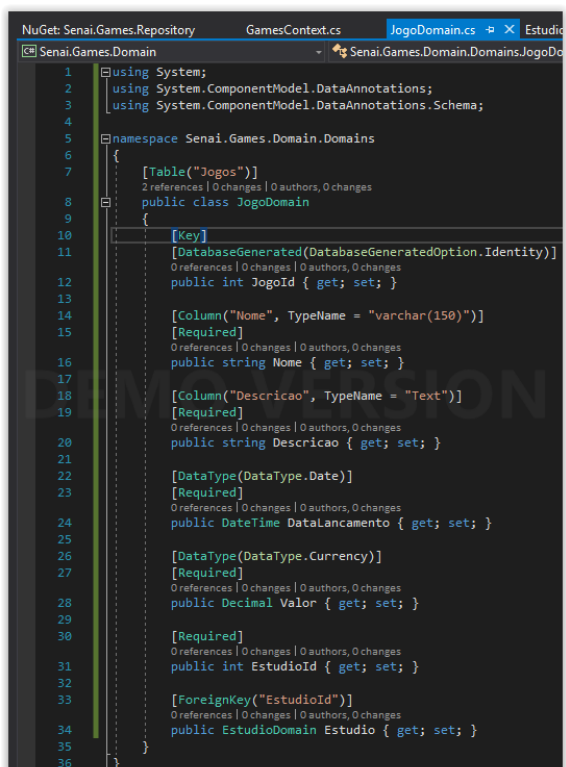 NuGet: Senai.Games.Repository GamesContext.cs JogoDomain.cs Estudio
C# Senai.Games.Domain Senai.Games.Domain.Domains.JogoDo
1 using System;
2 using System.ComponentModel.DataAnnotations;
3 using System.ComponentModel.DataAnnotations.Schema;
4
5 namespace Senai.Games.Domain.Domains
6 {
7 [Table("Jogos")]
2 references | 0 changes | 0 authors, 0 changes
8 public class JogoDomain
9 {
10 [Key]
11 [DatabaseGenerated(DatabaseGeneratedOption.Identity)]
0 references | 0 changes | 0 authors, 0 changes
12 public int JogoId { get; set; }
13
14 [Column("Nome", TypeName = "varchar(150)")]
15 [Required]
0 references | 0 changes | 0 authors, 0 changes
16 public string Nome { get; set; }
17
DEMO VERSION
18 [Column("Descricao", TypeName = "Text")]
19 [Required]
0 references | 0 changes | 0 authors, 0 changes
20 public string Descricao { get; set; }
21
22 [DataType(DataType.Date)]
23 [Required]
0 references | 0 changes | 0 authors, 0 changes
24 public DateTime DataLancamento { get; set; }
25
26 [DataType(DataType.Currency)]
27 [Required]
0 references | 0 changes | 0 authors, 0 changes
28 public Decimal Valor { get; set; }
29
30 [Required]
0 references | 0 changes | 0 authors, 0 changes
31 public int EstudioId { get; set; }
32
33 [ForeignKey("EstudioId")]
0 references | 0 changes | 0 authors, 0 changes
34 public EstudioDomain Estudio { get; set; }
35 }
36 }